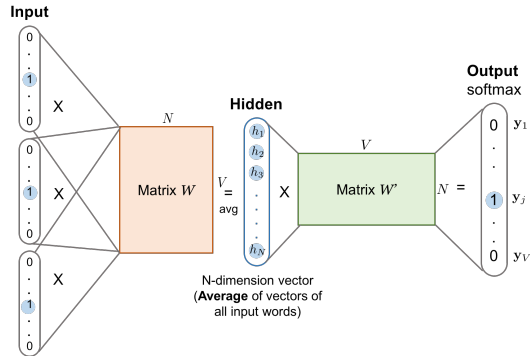 Input
0
.
.
1
.
.
0
X
0
.
.
1
.
.
0
X
0
.
.
1
.
.
0
X
N
Matrix W
V
=
avg
Hidden
h1
h2
h3
.
.
.
hN
X
V
Matrix W'
N =
Output
softmax
0
.
.
1
.
.
0
y1
yj
yV
N-dimension vector
(Average of vectors of
all input words)